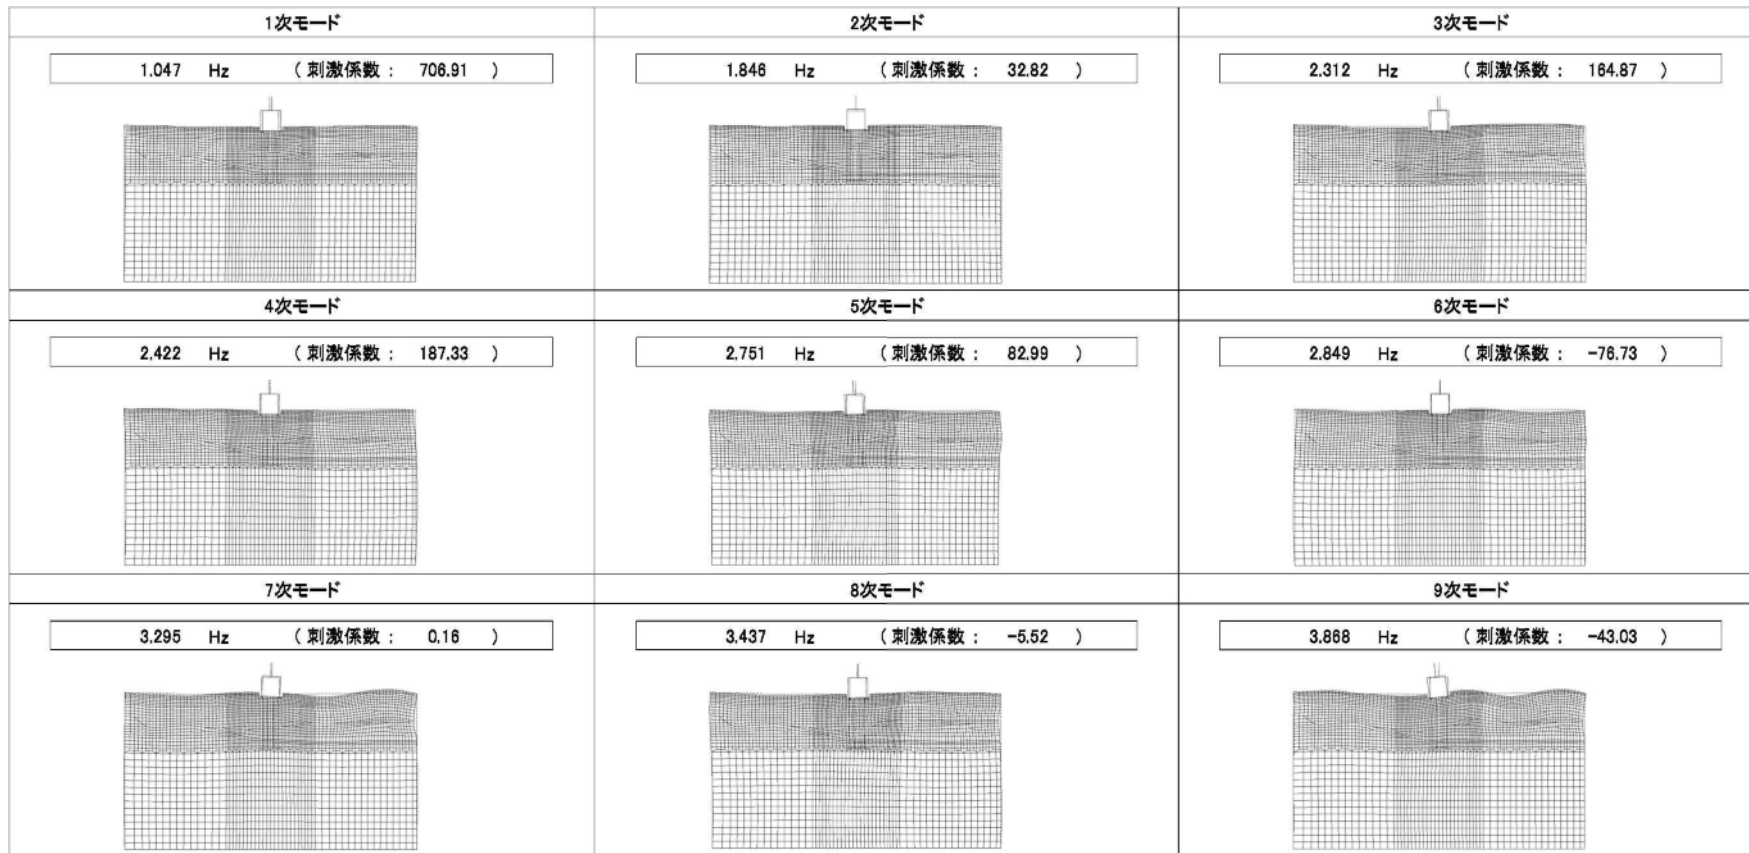 1次モード 2次モード 3次モード
1.047 Hz (刺激係数: 706.91 ) 1.846 Hz (刺激係数: 32.82 ) 2.312 Hz (刺激係数: 164.87 )
4次モード 5次モード 6次モード
2.422 Hz (刺激係数: 187.33 ) 2.751 Hz (刺激係数: 82.99 ) 2.849 Hz (刺激係数: -76.73 )
7次モード 8次モード 9次モード
3.295 Hz (刺激係数: 0.16 ) 3.437 Hz (刺激係数: -5.52 ) 3.868 Hz (刺激係数: -43.03 )